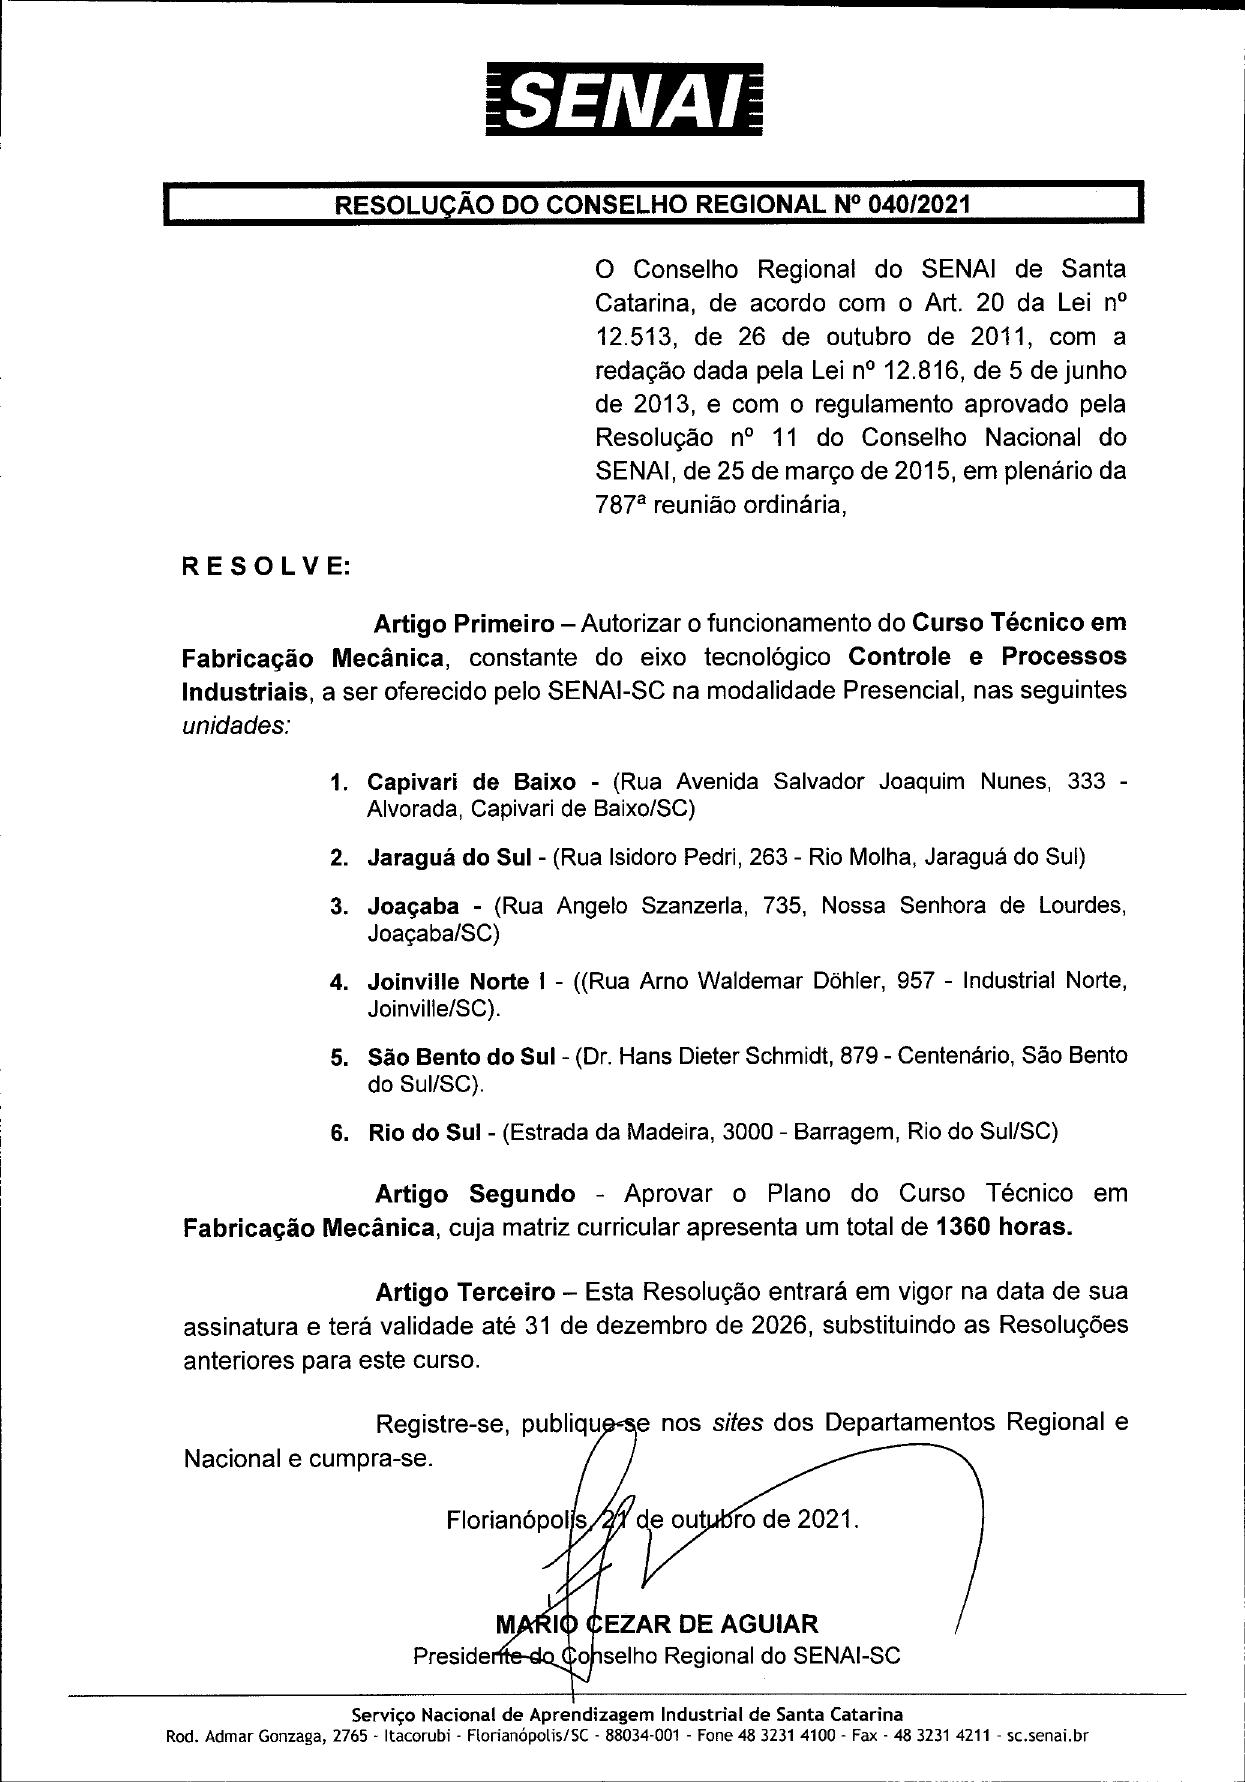 SENAI
RESOLUÇÃO DO CONSELHO REGIONAL Nº 040/2021
O Conselho Regional do SENAI de Santa
Catarina, de acordo com o Art. 20 da Lei nº
12.513, de 26 de outubro de 2011, com a
redação dada pela Lei nº 12.816, de 5 de junho
de 2013, e com o regulamento aprovado pela
Resolução nº 11 do Conselho Nacional do
SENAI, de 25 de março de 2015, em plenário da
787ª reunião ordinária,
R E S O L V E:
Artigo Primeiro – Autorizar o funcionamento do Curso Técnico em
Fabricação Mecânica, constante do eixo tecnológico Controle e Processos
Industriais, a ser oferecido pelo SENAI-SC na modalidade Presencial, nas seguintes
unidades:
1. Capivari de Baixo - (Rua Avenida Salvador Joaquim Nunes, 333 -
Alvorada, Capivari de Baixo/SC)
2. Jaraguá do Sul - (Rua Isidoro Pedri, 263 - Rio Molha, Jaraguá do Sul)
3. Joaçaba - (Rua Angelo Szanzerla, 735, Nossa Senhora de Lourdes,
Joaçaba/SC)
4. Joinville Norte I - ((Rua Arno Waldemar Döhler, 957 - Industrial Norte,
Joinville/SC).
5. São Bento do Sul - (Dr. Hans Dieter Schmidt, 879 - Centenário, São Bento
do Sul/SC).
6. Rio do Sul - (Estrada da Madeira, 3000 - Barragem, Rio do Sul/SC)
Artigo Segundo - Aprovar o Plano do Curso Técnico em
Fabricação Mecânica, cuja matriz curricular apresenta um total de 1360 horas.
Artigo Terceiro – Esta Resolução entrará em vigor na data de sua
assinatura e terá validade até 31 de dezembro de 2026, substituindo as Resoluções
anteriores para este curso.
Registre-se, publique-se nos sites dos Departamentos Regional e
Nacional e cumpra-se.
Florianópolis, 21 de outubro de 2021.
MARIO CEZAR DE AGUIAR
Presidente do Conselho Regional do SENAI-SC
Serviço Nacional de Aprendizagem Industrial de Santa Catarina
Rod. Admar Gonzaga, 2765 - Itacorubi - Florianópolis/SC - 88034-001 - Fone 48 3231 4100 - Fax - 48 3231 4211 - sc.senai.br